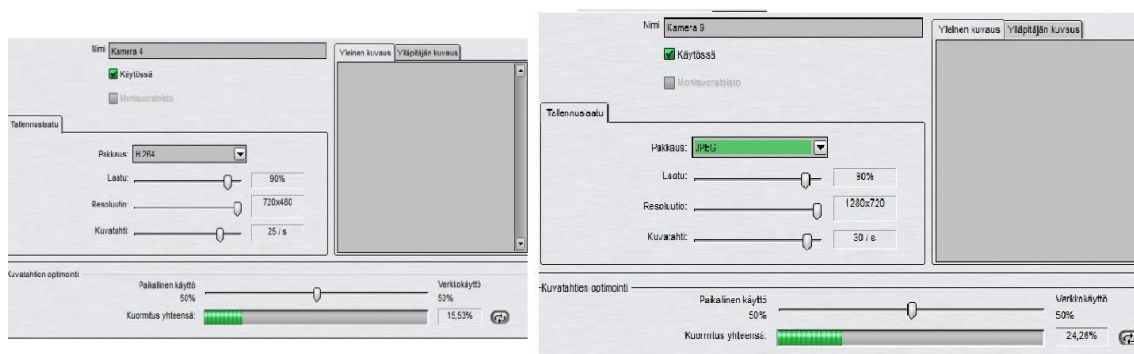 Nimi Kamera 4
Käytössä
Monisuoratoisto
Tallennuslaatu
Pakkaus: H.264
Laatu: 90%
Resoluutio: 720x480
Kuvatahti: 25 / s
Yleinen kuvaus Ylläpitäjän kuvaus
Kuvatahtien optimointi
Paikallinen käyttö Verkkokäyttö
50% 50%
Kuormitus yhteensä: 15,53%
Nimi Kamera 9
Käytössä
Monisuoratoisto
Tallennuslaatu
Pakkaus: JPEG
Laatu: 90%
Resoluutio: 1280x720
Kuvatahti: 30 / s
Yleinen kuvaus Ylläpitäjän kuvaus
Kuvatahtien optimointi
Paikallinen käyttö Verkkokäyttö
50% 50%
Kuormitus yhteensä: 24,26%